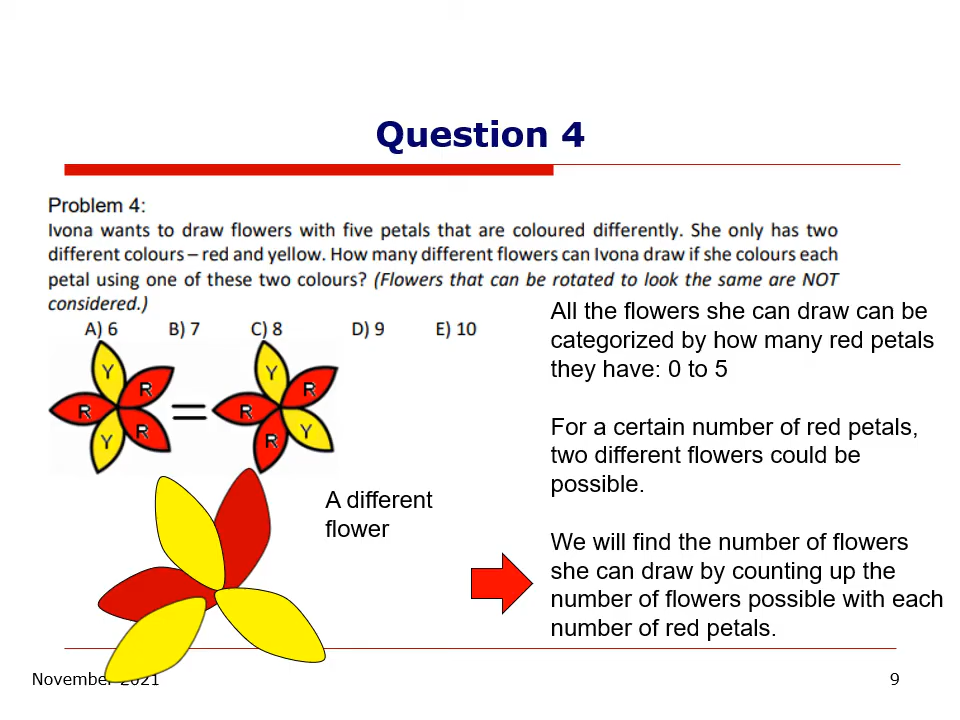 Question 4
Problem 4:
Ivona wants to draw flowers with five petals that are coloured differently. She only has two
different colours – red and yellow. How many different flowers can Ivona draw if she colours each
petal using one of these two colours? (Flowers that can be rotated to look the same are NOT
considered.)
A) 6 B) 7 C) 8 D) 9 E) 10
Y R R R Y = Y R R R Y
A different
flower
All the flowers she can draw can be
categorized by how many red petals
they have: 0 to 5
For a certain number of red petals,
two different flowers could be
possible.
We will find the number of flowers
she can draw by counting up the
number of flowers possible with each
number of red petals.
November 2021
9